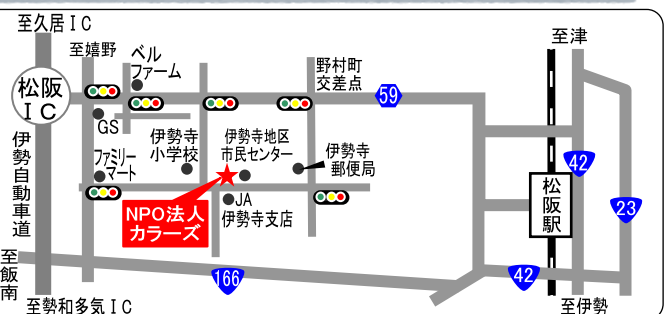 至久居IC
至嬉野
ベル
ファーム
野村町
交差点
至津
松阪
IC
59
GS
伊勢寺
小学校
伊勢寺地区
市民センター
伊勢寺
郵便局
42
ファミリー
マート
松阪駅
23
伊勢自動車道
NPO法人
カラーズ
JA
伊勢寺支店
至飯南
166
42
至勢和多気IC
至伊勢